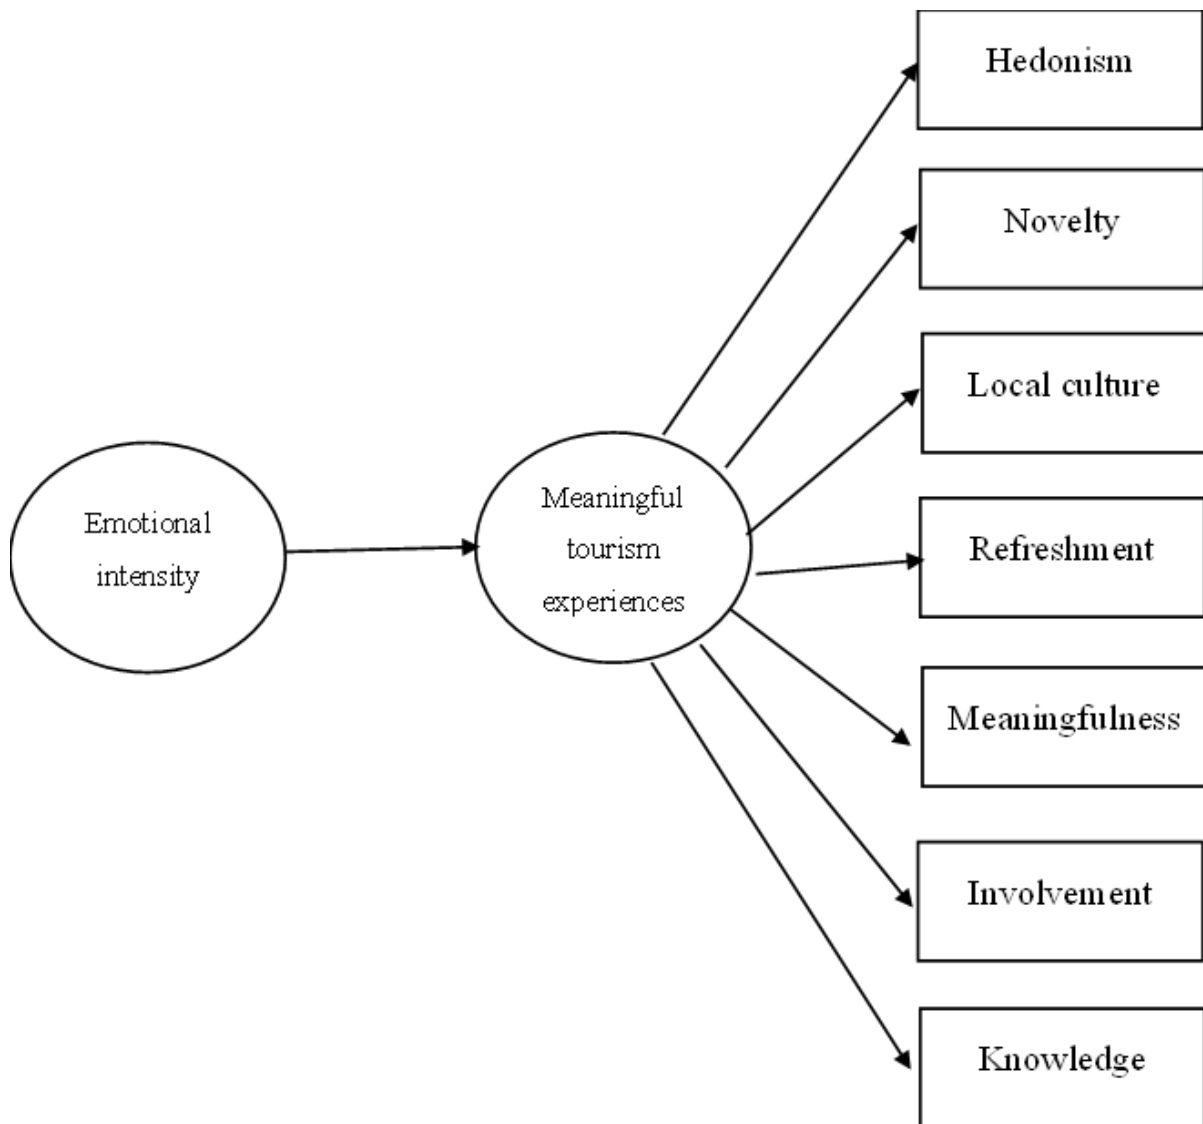 Hedonism
Novelty
Local culture
Refreshment
Meaningfulness
Involvement
Knowledge
Emotional
intensity
Meaningful
tourism
experiences